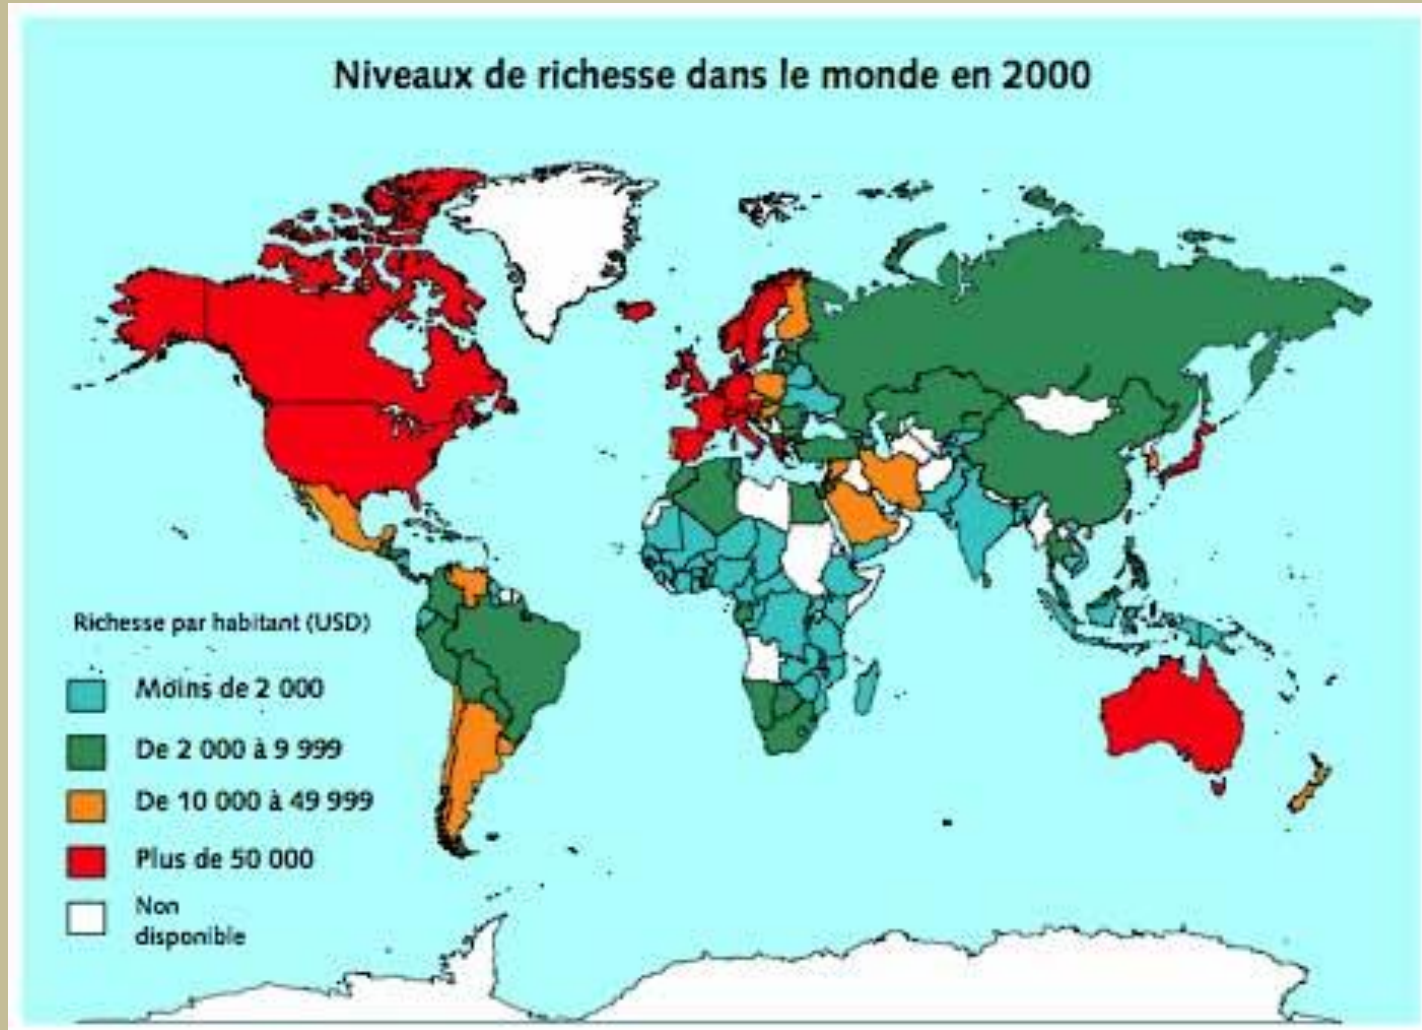 Niveaux de richesse dans le monde en 2000
Richesse par habitant (USD)
Moins de 2 000
De 2 000 à 9 999
De 10 000 à 49 999
Plus de 50 000
Non
disponible